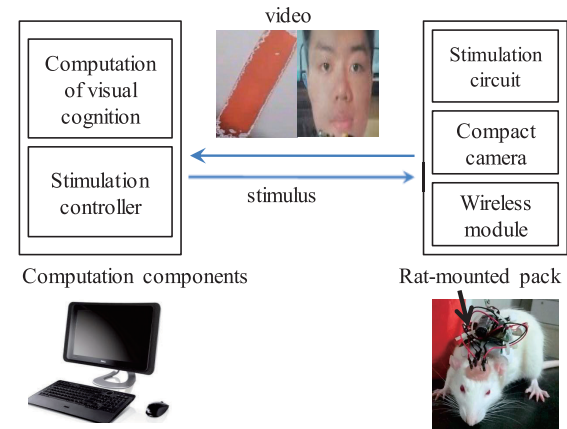 video
Computation
of visual
cognition
Stimulation
controller
stimulus
Stimulation
circuit
Compact
camera
Wireless
module
Computation components
Rat-mounted pack